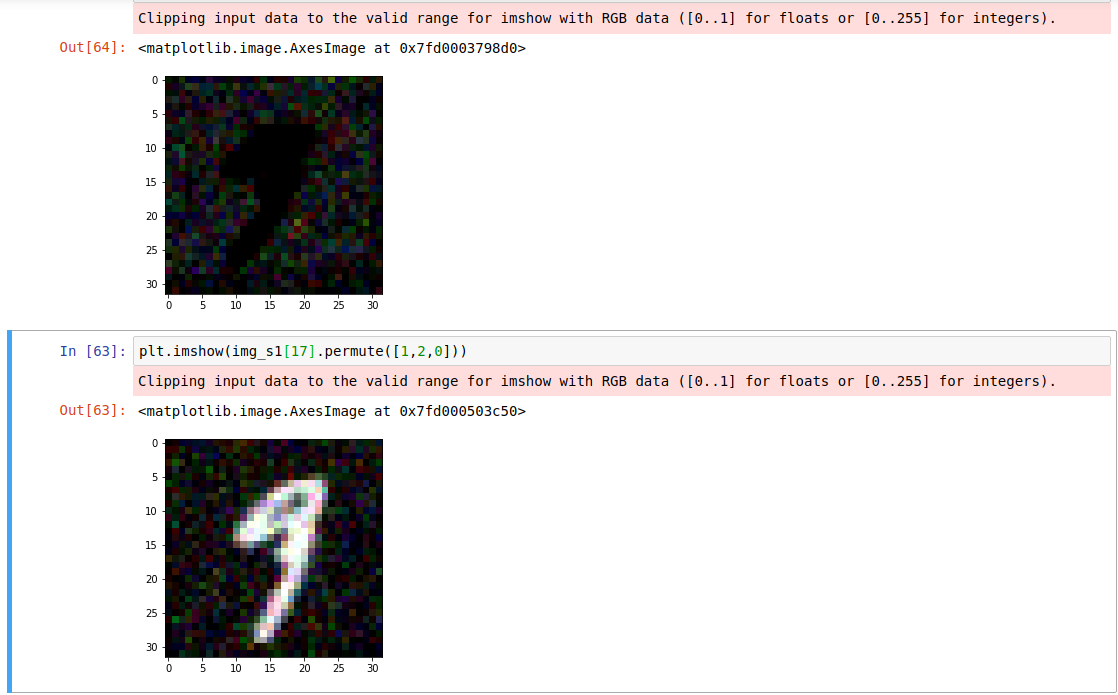 Clipping input data to the valid range for imshow with RGB data ([0..1] for floats or [0..255] for integers).
Out[64]: <matplotlib.image.AxesImage at 0x7fd0003798d0>
0
5
10
15
20
25
30
0 5 10 15 20 25 30
In [63]: plt.imshow(img_s1[17].permute([1,2,0]))
Clipping input data to the valid range for imshow with RGB data ([0..1] for floats or [0..255] for integers).
Out[63]: <matplotlib.image.AxesImage at 0x7fd000503c50>
0
5
10
15
20
25
30
0 5 10 15 20 25 30